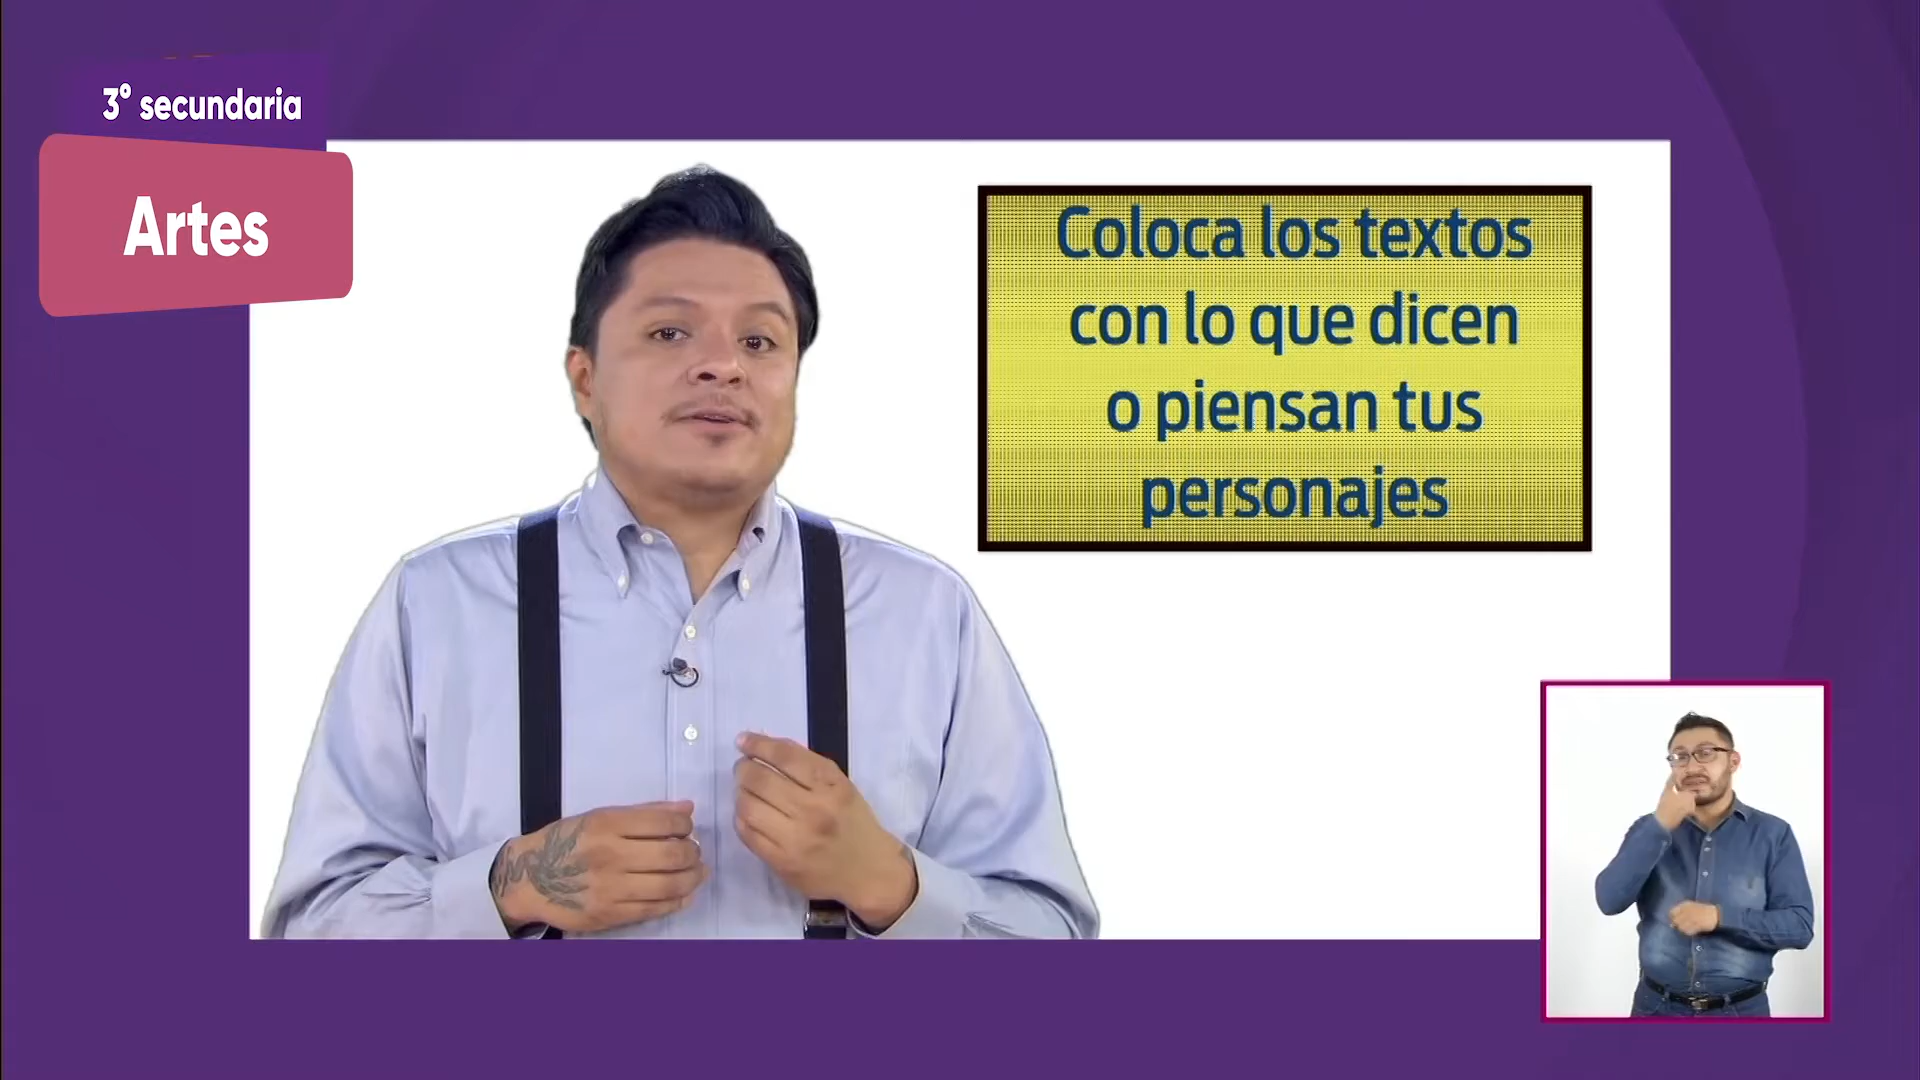 3° secundaria
Artes
Coloca los textos
con lo que dicen
o piensan tus
personajes